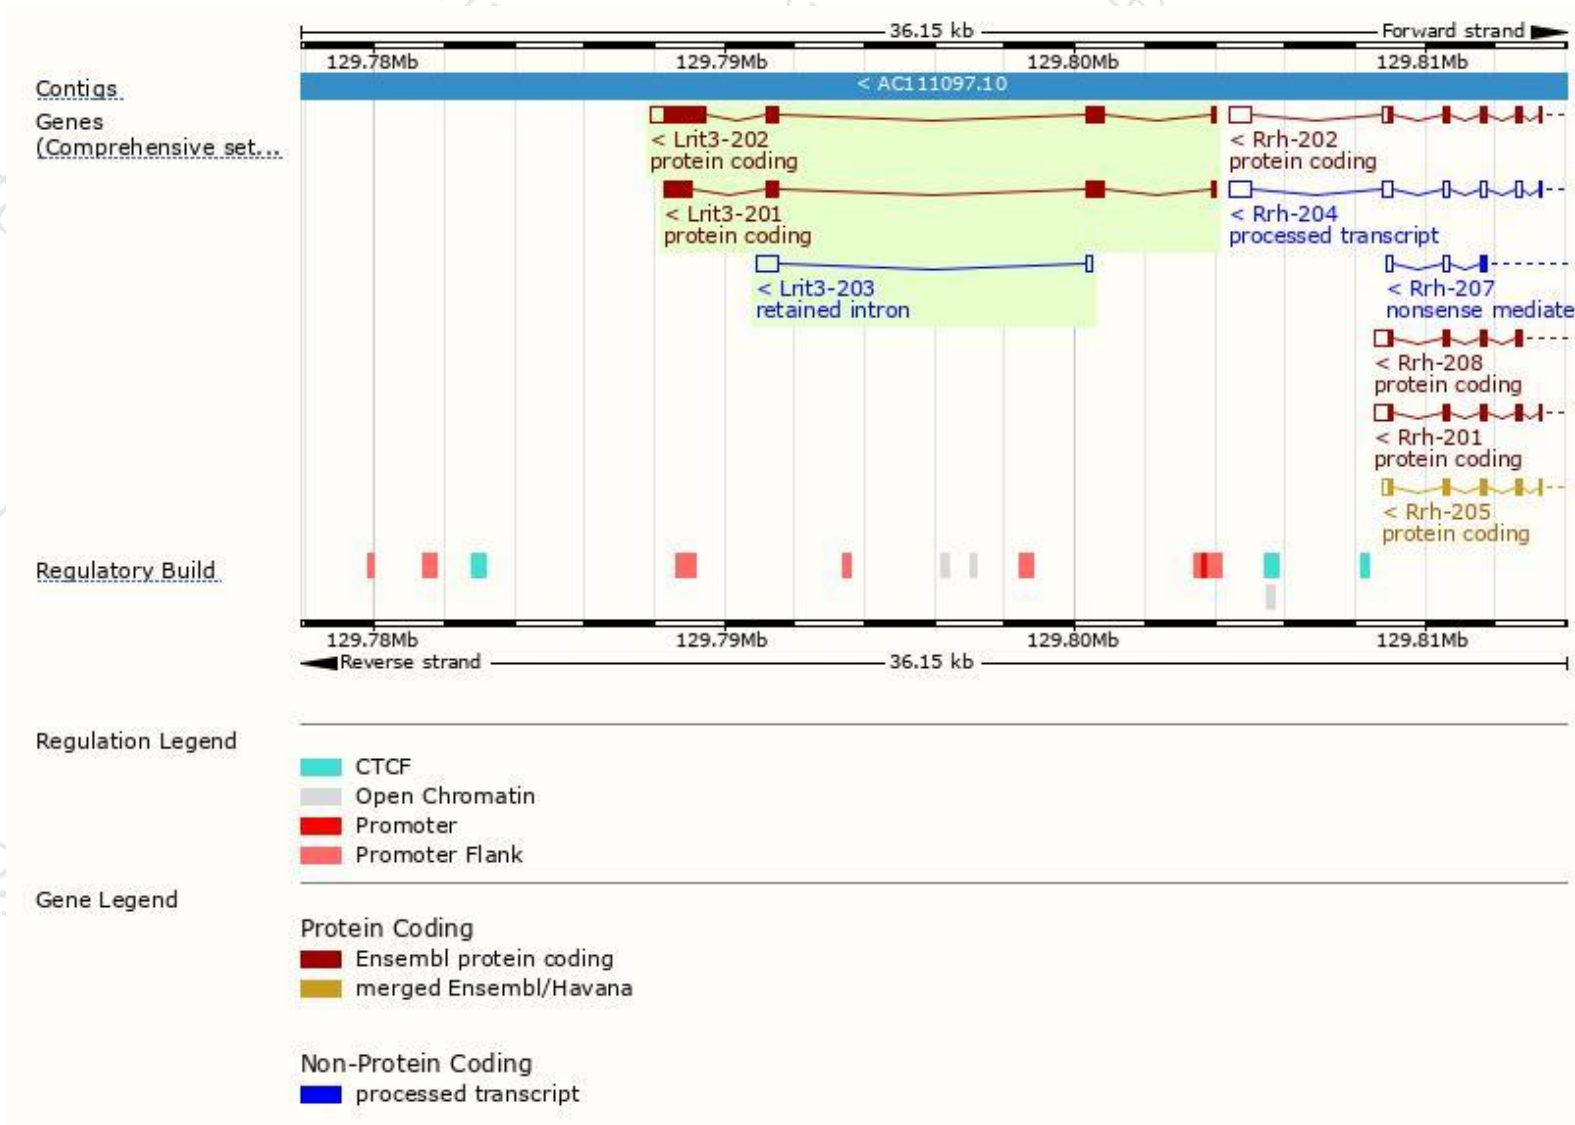 36.15 kb
Forward strand
129.78Mb 129.79Mb 129.80Mb 129.81Mb
Contigs
< AC111097.10
Genes
(Comprehensive set...
< Lrit3-202
protein coding
< Rrh-202
protein coding
< Lrit3-201
protein coding
< Rrh-204
processed transcript
< Lrit3-203
retained intron
< Rrh-207
nonsense mediate
< Rrh-208
protein coding
< Rrh-201
protein coding
< Rrh-205
protein coding
Regulatory Build
129.78Mb 129.79Mb 129.80Mb 129.81Mb
Reverse strand
36.15 kb
Regulation Legend
CTCF
Open Chromatin
Promoter
Promoter Flank
Gene Legend
Protein Coding
Ensembl protein coding
merged Ensembl/Havana
Non-Protein Coding
processed transcript